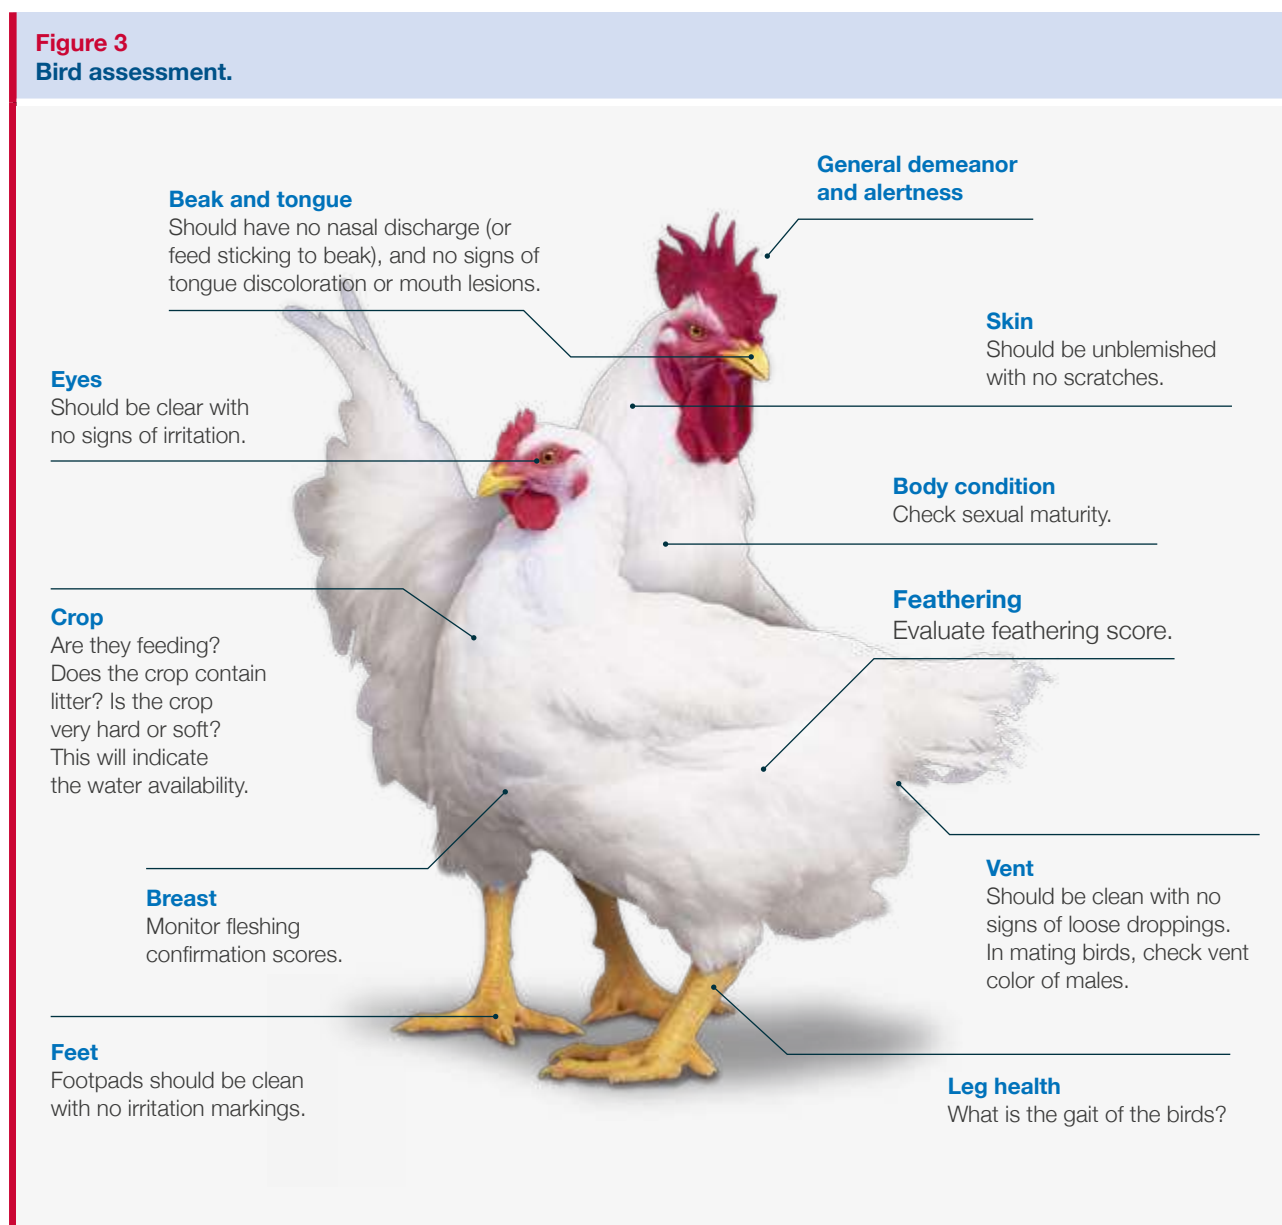 Figure 3
Bird assessment.
General demeanor
and alertness
Beak and tongue
Should have no nasal discharge (or
feed sticking to beak), and no signs of
tongue discoloration or mouth lesions.
Skin
Should be unblemished
with no scratches.
Eyes
Should be clear with
no signs of irritation.
Body condition
Check sexual maturity.
Feathering
Evaluate feathering score.
Crop
Are they feeding?
Does the crop contain
litter? Is the crop
very hard or soft?
This will indicate
the water availability.
Breast
Monitor fleshing
confirmation scores.
Vent
Should be clean with no
signs of loose droppings.
In mating birds, check vent
color of males.
Feet
Footpads should be clean
with no irritation markings.
Leg health
What is the gait of the birds?